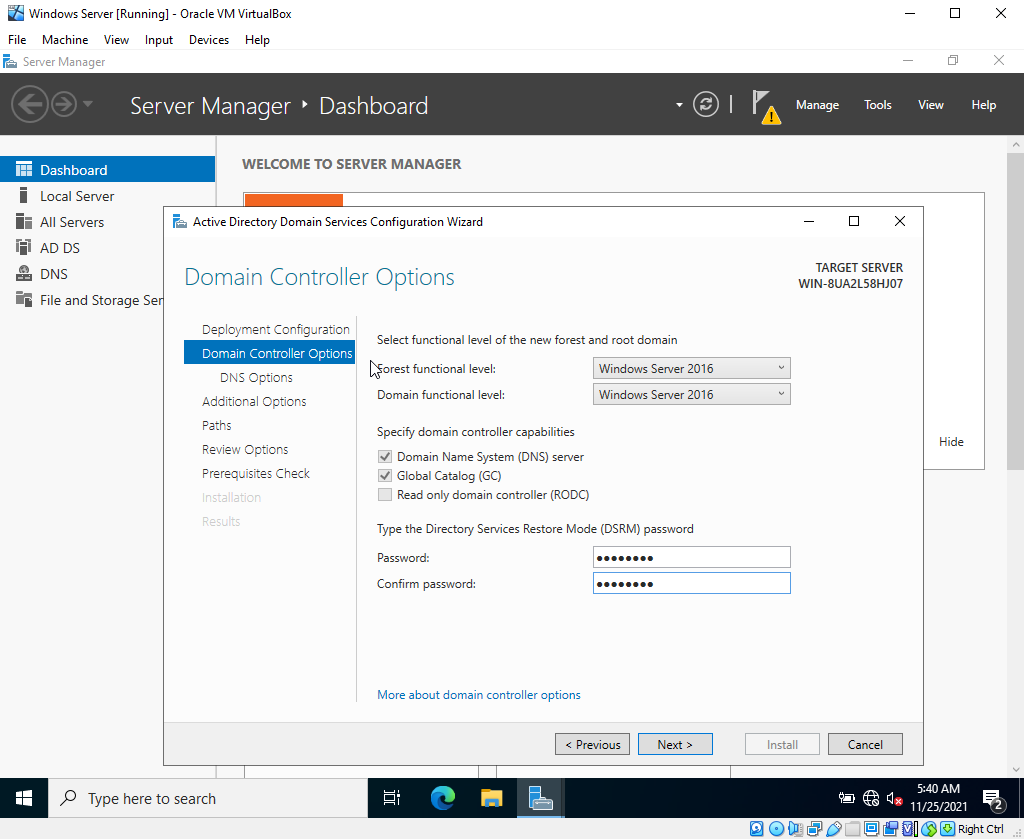 Windows Server [Running] - Oracle VM VirtualBox
File Machine View Input Devices Help
Server Manager
Server Manager ‣ Dashboard
Manage Tools View Help
Dashboard
Local Server
All Servers
AD DS
DNS
File and Storage Ser
WELCOME TO SERVER MANAGER
Hide
Active Directory Domain Services Configuration Wizard
Domain Controller Options
TARGET SERVER
WIN-8UA2L58HJ07
Deployment Configuration
Domain Controller Options
DNS Options
Additional Options
Paths
Review Options
Prerequisites Check
Installation
Results
Select functional level of the new forest and root domain
Forest functional level: Windows Server 2016
Domain functional level: Windows Server 2016
Specify domain controller capabilities
Domain Name System (DNS) server
Global Catalog (GC)
Read only domain controller (RODC)
Type the Directory Services Restore Mode (DSRM) password
Password: ●●●●●●●●
Confirm password: ●●●●●●●●
More about domain controller options
< Previous Next > Install Cancel
Type here to search
5:40 AM
11/25/2021
2
Right Ctrl